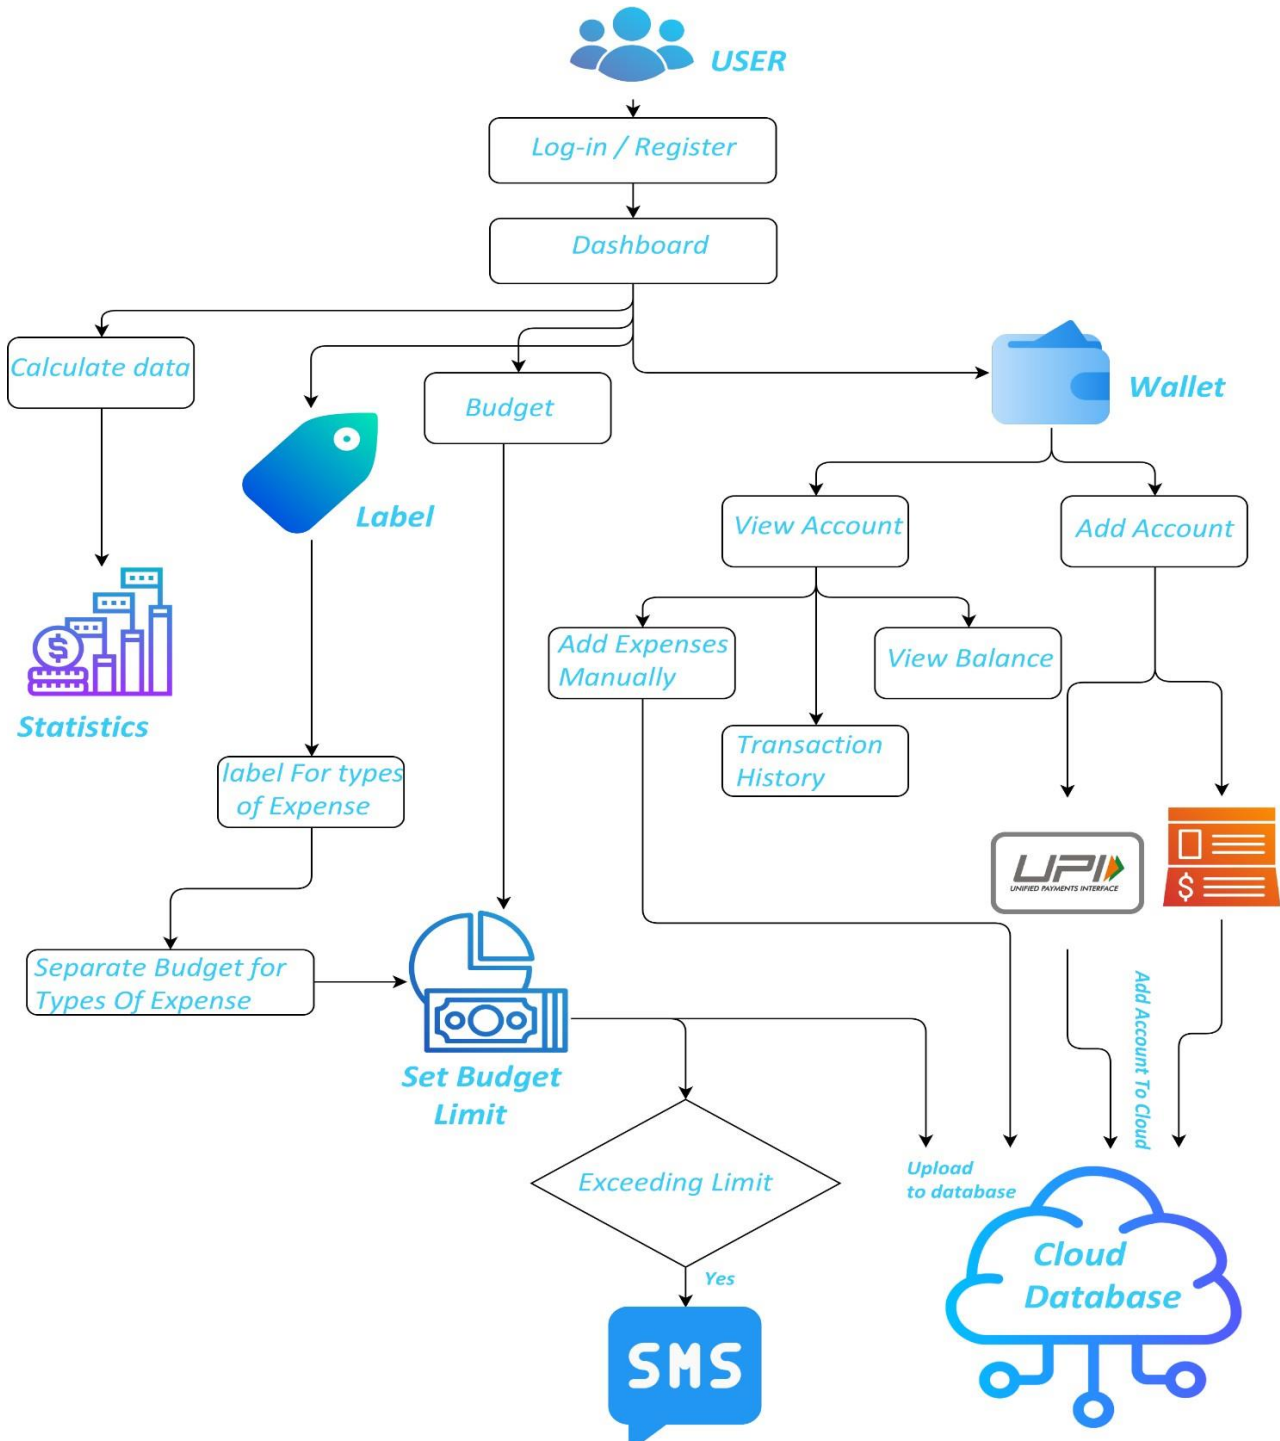 USER
Log-in / Register
Dashboard
Calculate data
Budget
Wallet
Label
View Account
Add Account
Add Expenses
Manually
View Balance
Statistics
Transaction
History
label For types
of Expense
UPI
UNIFIED PAYMENTS INTERFACE
$
$
Separate Budget for
Types Of Expense
Add Account To Cloud
Set Budget
Limit
Exceeding Limit
Upload
to database
Yes
Cloud
Database
SMS